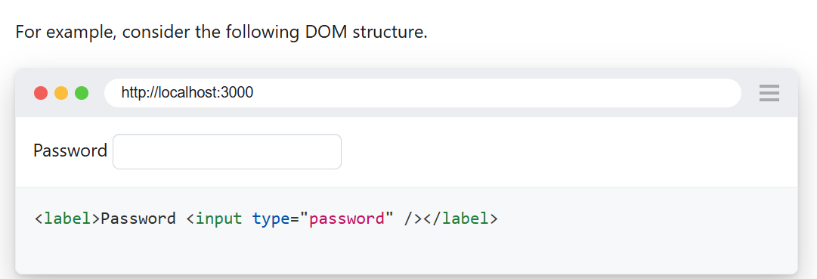 For example, consider the following DOM structure.
http://localhost:3000
Password
<label>Password <input type="password" /></label>